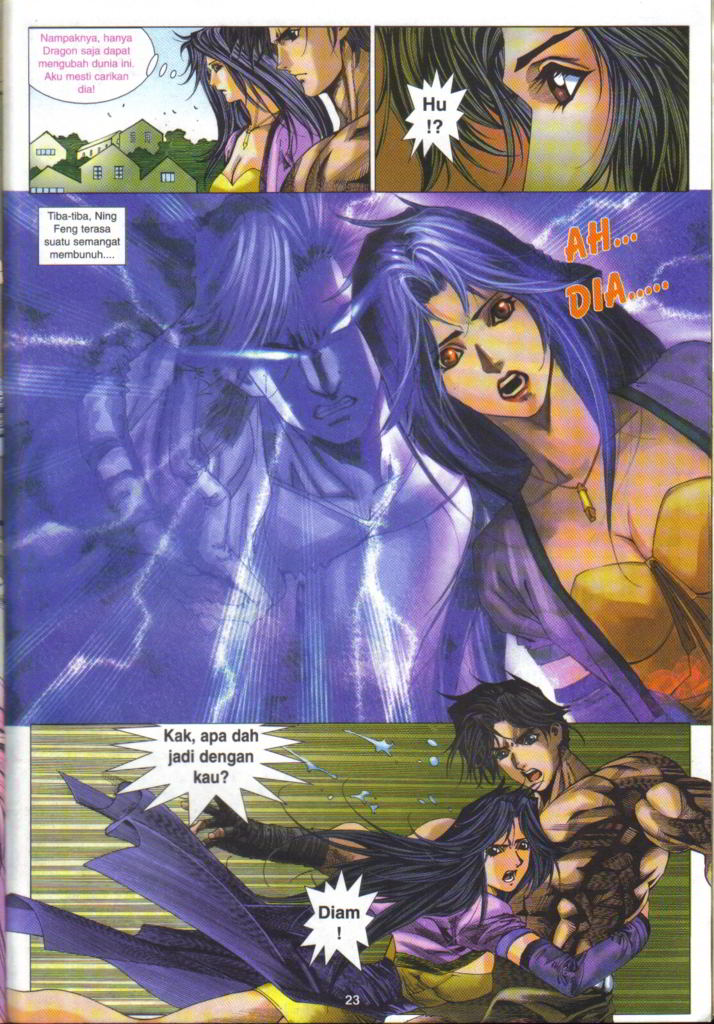 Nampaknya, hanya
Dragon saja dapat
mengubah dunia ini.
Aku mesti carikan
dia!
Hu
!?
Tiba-tiba, Ning
Feng terasa
suatu semangat
membunuh....
AH...
DIA.....
Kak, apa dah
jadi dengan
kau?
Diam
!
23